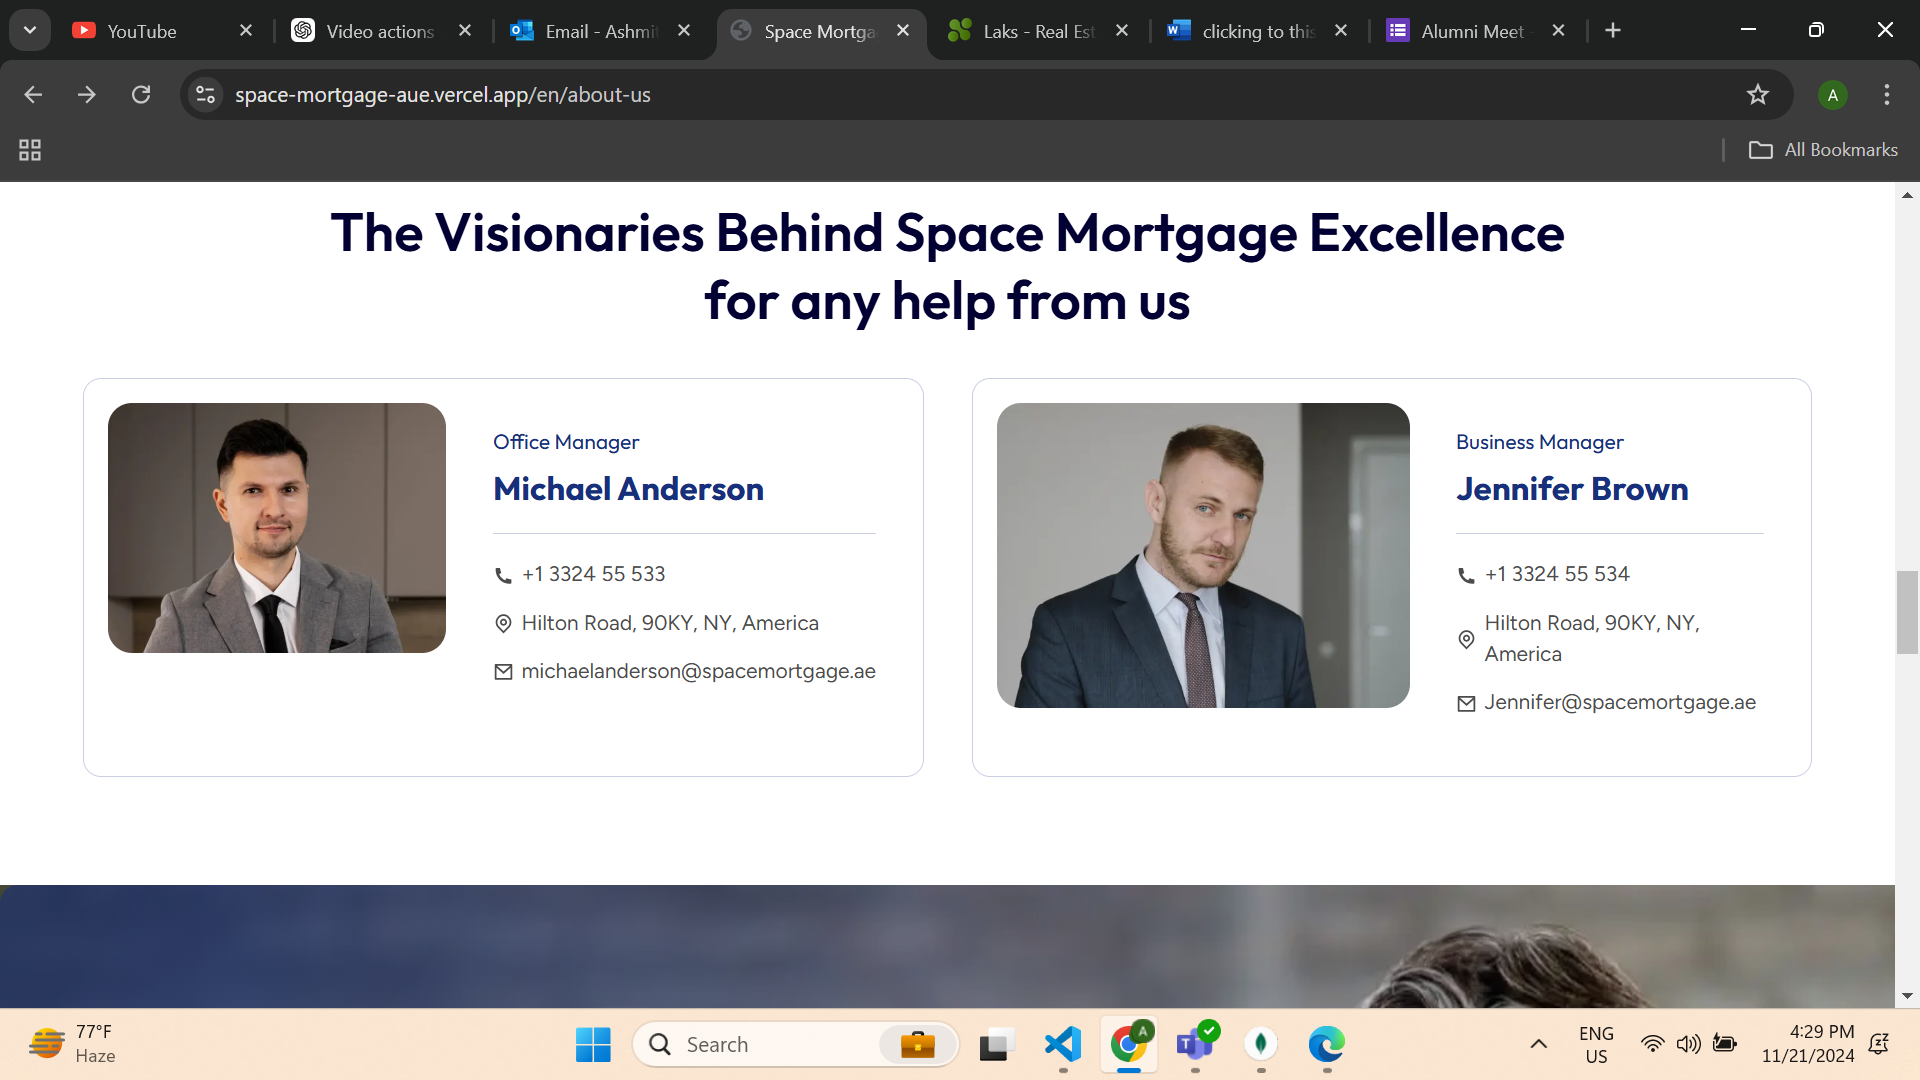 YouTube
Video actions
Email - Ashmit
Space Mortga
Laks - Real Est
clicking to this
Alumni Meet -
space-mortgage-aue.vercel.app/en/about-us
A
All Bookmarks
The Visionaries Behind Space Mortgage Excellence
for any help from us
Office Manager
Michael Anderson
+1 3324 55 533
Hilton Road, 90KY, NY, America
michaelanderson@spacemortgage.ae
Business Manager
Jennifer Brown
+1 3324 55 534
Hilton Road, 90KY, NY,
America
Jennifer@spacemortgage.ae
77°F
Haze
Search
A
ENG
US
4:29 PM
11/21/2024